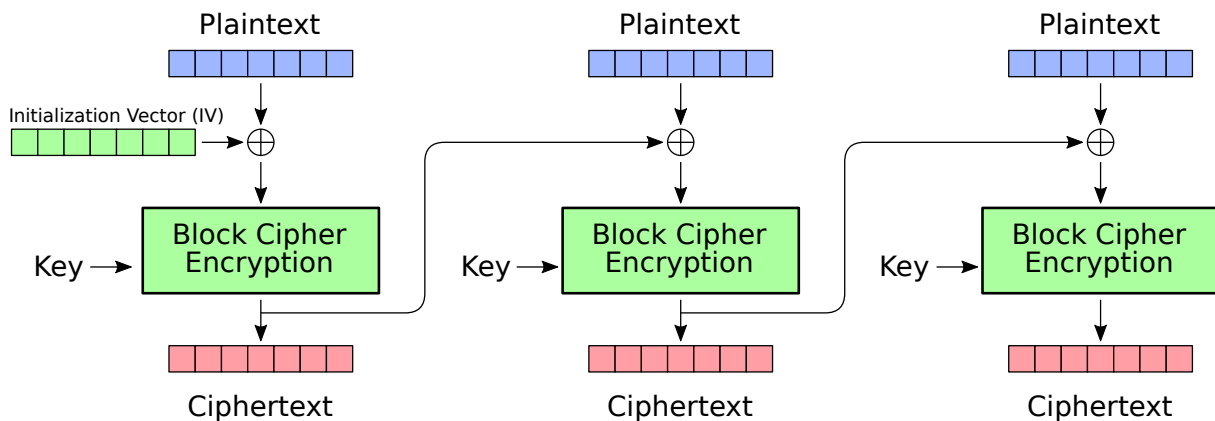 Plaintext
Plaintext
Plaintext
Initialization Vector (IV)
Block Cipher
Encryption
Block Cipher
Encryption
Block Cipher
Encryption
Key
Key
Key
Ciphertext
Ciphertext
Ciphertext